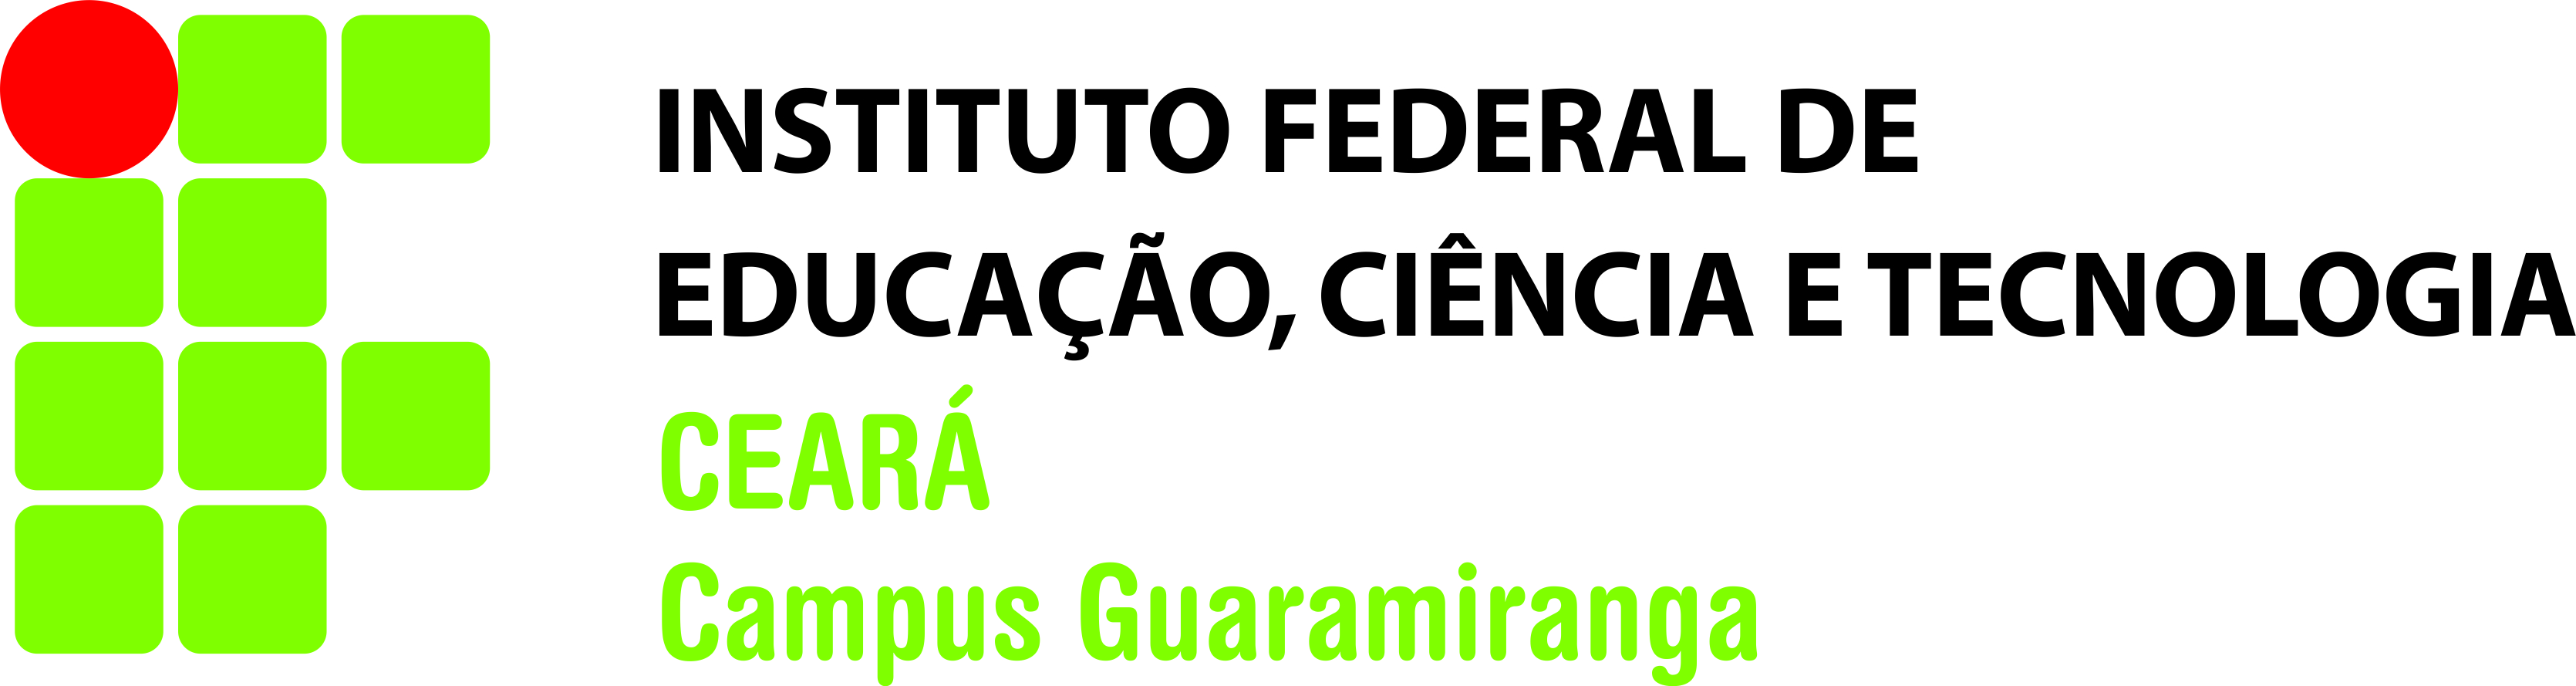 INSTITUTO FEDERAL DE
EDUCAÇÃO, CIÊNCIA E TECNOLOGIA
CEARÁ
Campus Guaramiranga